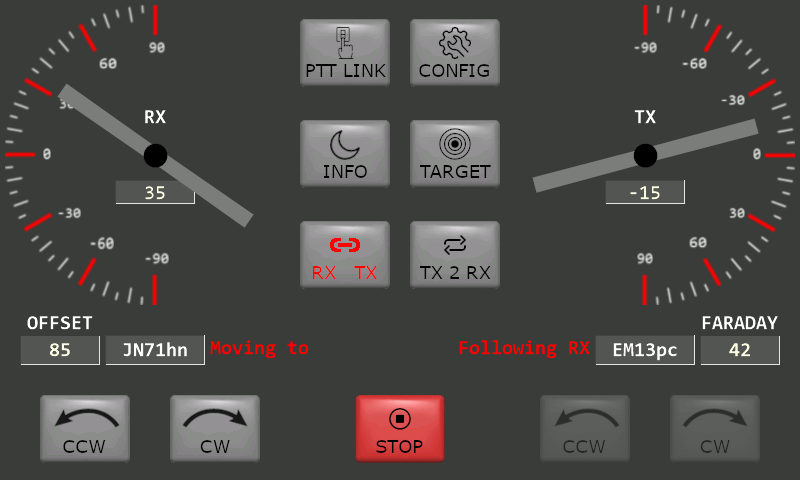 90
60
30
0
-30
-60
-90
RX
35
PTT LINK
CONFIG
INFO
TARGET
RX TX
TX 2 RX
-90
-60
-30
0
30
60
90
TX
-15
OFFSET
85
JN71hn
Moving to
Following RX
EM13pc
FARADAY
42
CCW
CW
STOP
CCW
CW